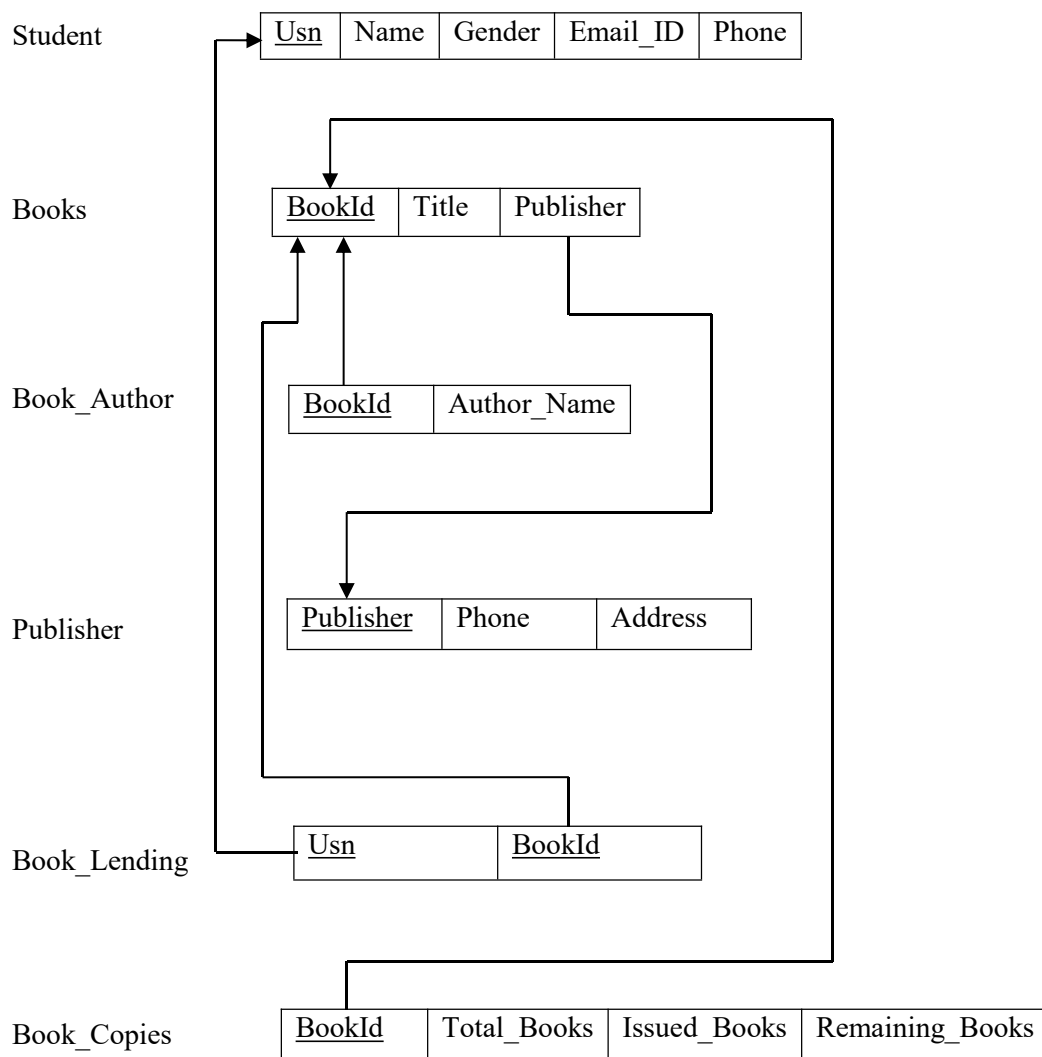 Student Usn Name Gender Email_ID Phone
Books BookId Title Publisher
Book_Author BookId Author_Name
Publisher Publisher Phone Address
Book_Lending Usn BookId
Book_Copies BookId Total_Books Issued_Books Remaining_Books